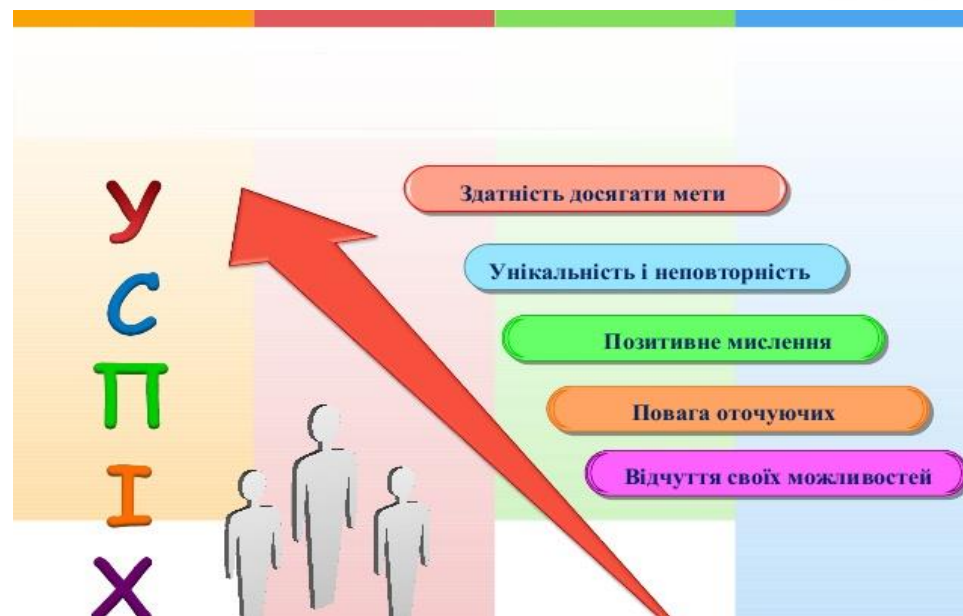 У
С
П
І
Х
Здатність досягати мети
Унікальність і неповторність
Позитивне мислення
Повага оточуючих
Відчуття своїх можливостей